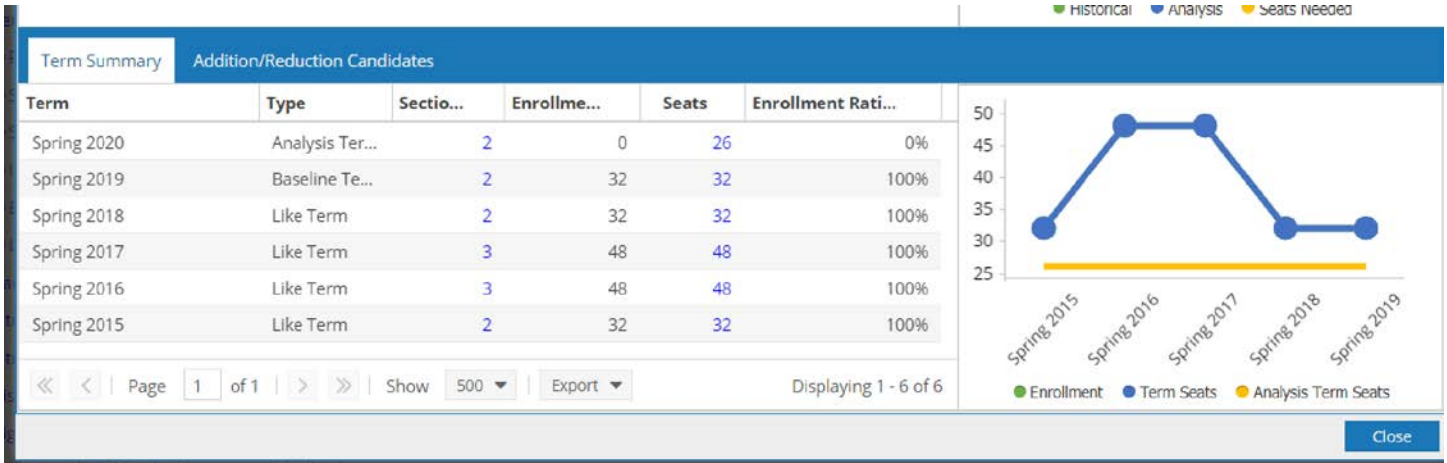 Historical Analysis Seats Needed
Term Summary Addition/Reduction Candidates
Term Type Sectio... Enrollme... Seats Enrollment Rati...
Spring 2020 Analysis Ter... 2 0 26 0%
Spring 2019 Baseline Te... 2 32 32 100%
Spring 2018 Like Term 2 32 32 100%
Spring 2017 Like Term 3 48 48 100%
Spring 2016 Like Term 3 48 48 100%
Spring 2015 Like Term 2 32 32 100%
Page 1 of 1 Show 500 Export Displaying 1 - 6 of 6
50
45
40
35
30
25
Spring 2015 Spring 2016 Spring 2017 Spring 2018 Spring 2019
Enrollment Term Seats Analysis Term Seats
Close